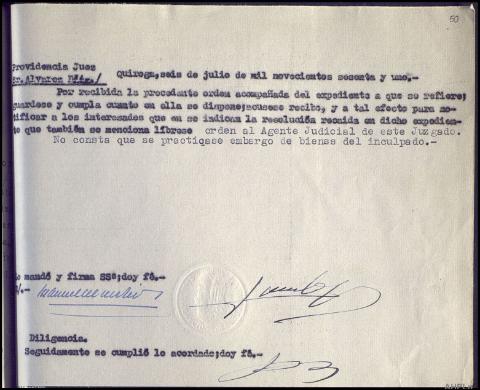 50
Providencia Juez
Sr. Alvarez Rdgz./ Quiroga, seis de julio de mil novecientos sesenta y uno.-
Por recibida la precedente orden acompañada del expediente a que se refiere;
guardese y cumpla cuanto en ella se dispone;acusese recibo, y a tal efecto para no-
tificar a los interesados que en se indican la resolución recaida en dicho expedien-
te que también se menciona librese orden al Agente Judicial de este Juzgado.
No consta que se practiqase embargo de bienes del inculpado.-
Lo mandó y firma SSª;doy fé.-
Diligencia.
Seguidamente se cumplió lo acordado;doy fé.-